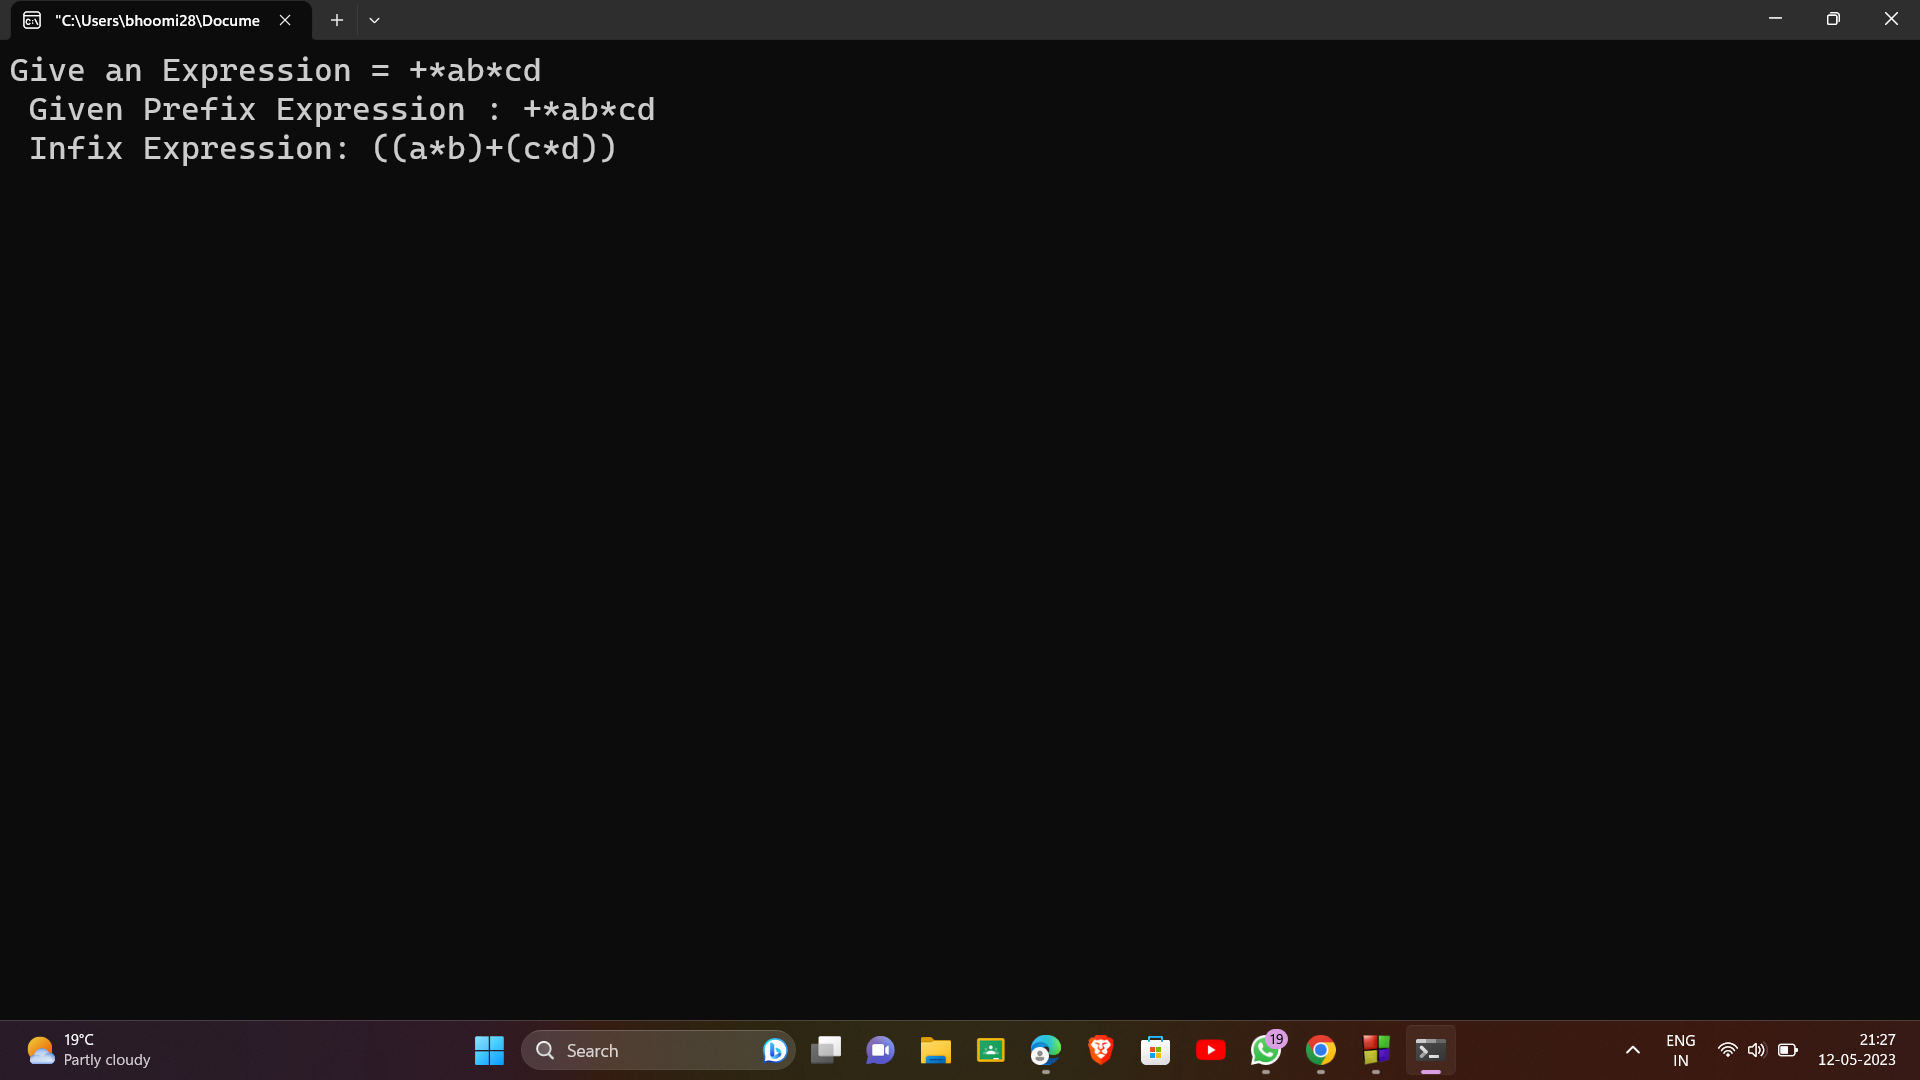 "C:\Users\bhoomi28\Docume
Give an Expression = +*ab*cd
Given Prefix Expression : +*ab*cd
Infix Expression: ((a*b)+(c*d))
19°C
Partly cloudy
Search
19
ENG
IN
21:27
12-05-2023